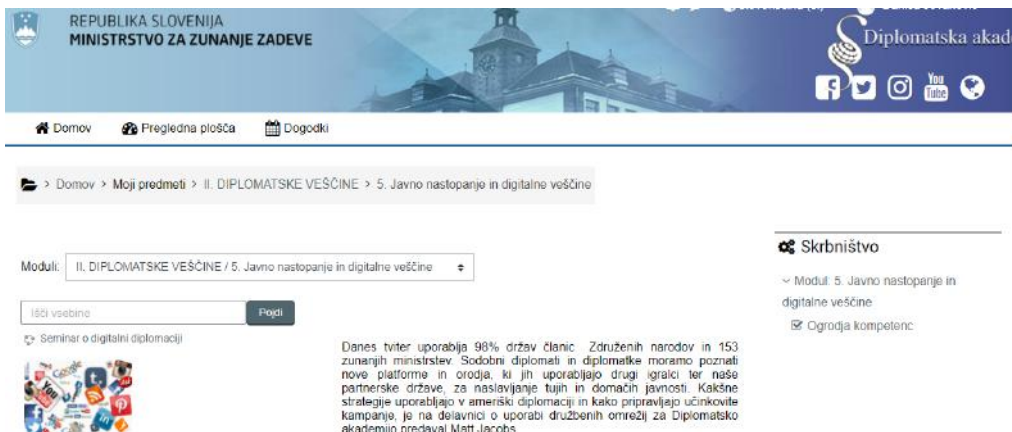 REPUBLIKA SLOVENIJA
MINISTRSTVO ZA ZUNANJE ZADEVE
Diplomatska akad
You
Tube
Domov
Pregledna plošča
Dogodki
> Domov > Moji predmeti > II. DIPLOMATSKE VEŠČINE > 5. Javno nastopanje in digitalne veščine
Moduli:
II. DIPLOMATSKE VEŠČINE / 5. Javno nastopanje in digitalne veščine
Išči vsebine
Pojdi
Seminar o digitalni diplomaciji
Google
You
Danes tviter uporablja 98% držav članic Združenih narodov in 153
zunanjih ministrstev. Sodobni diplomati in diplomatke moramo poznati
nove platforme in orodja, ki jih uporabljajo drugi igralci ter naše
partnerske države, za naslavljanje tujih in domačih javnosti. Kakšne
strategije uporabljajo v ameriški diplomaciji in kako pripravljajo učinkovite
kampanje, je na delavnici o uporabi družbenih omrežij za Diplomatsko
akademijo predaval Matt Jacobs
Skrbništvo
Modul: 5. Javno nastopanje in
digitalne veščine
Ogrodja kompetenc